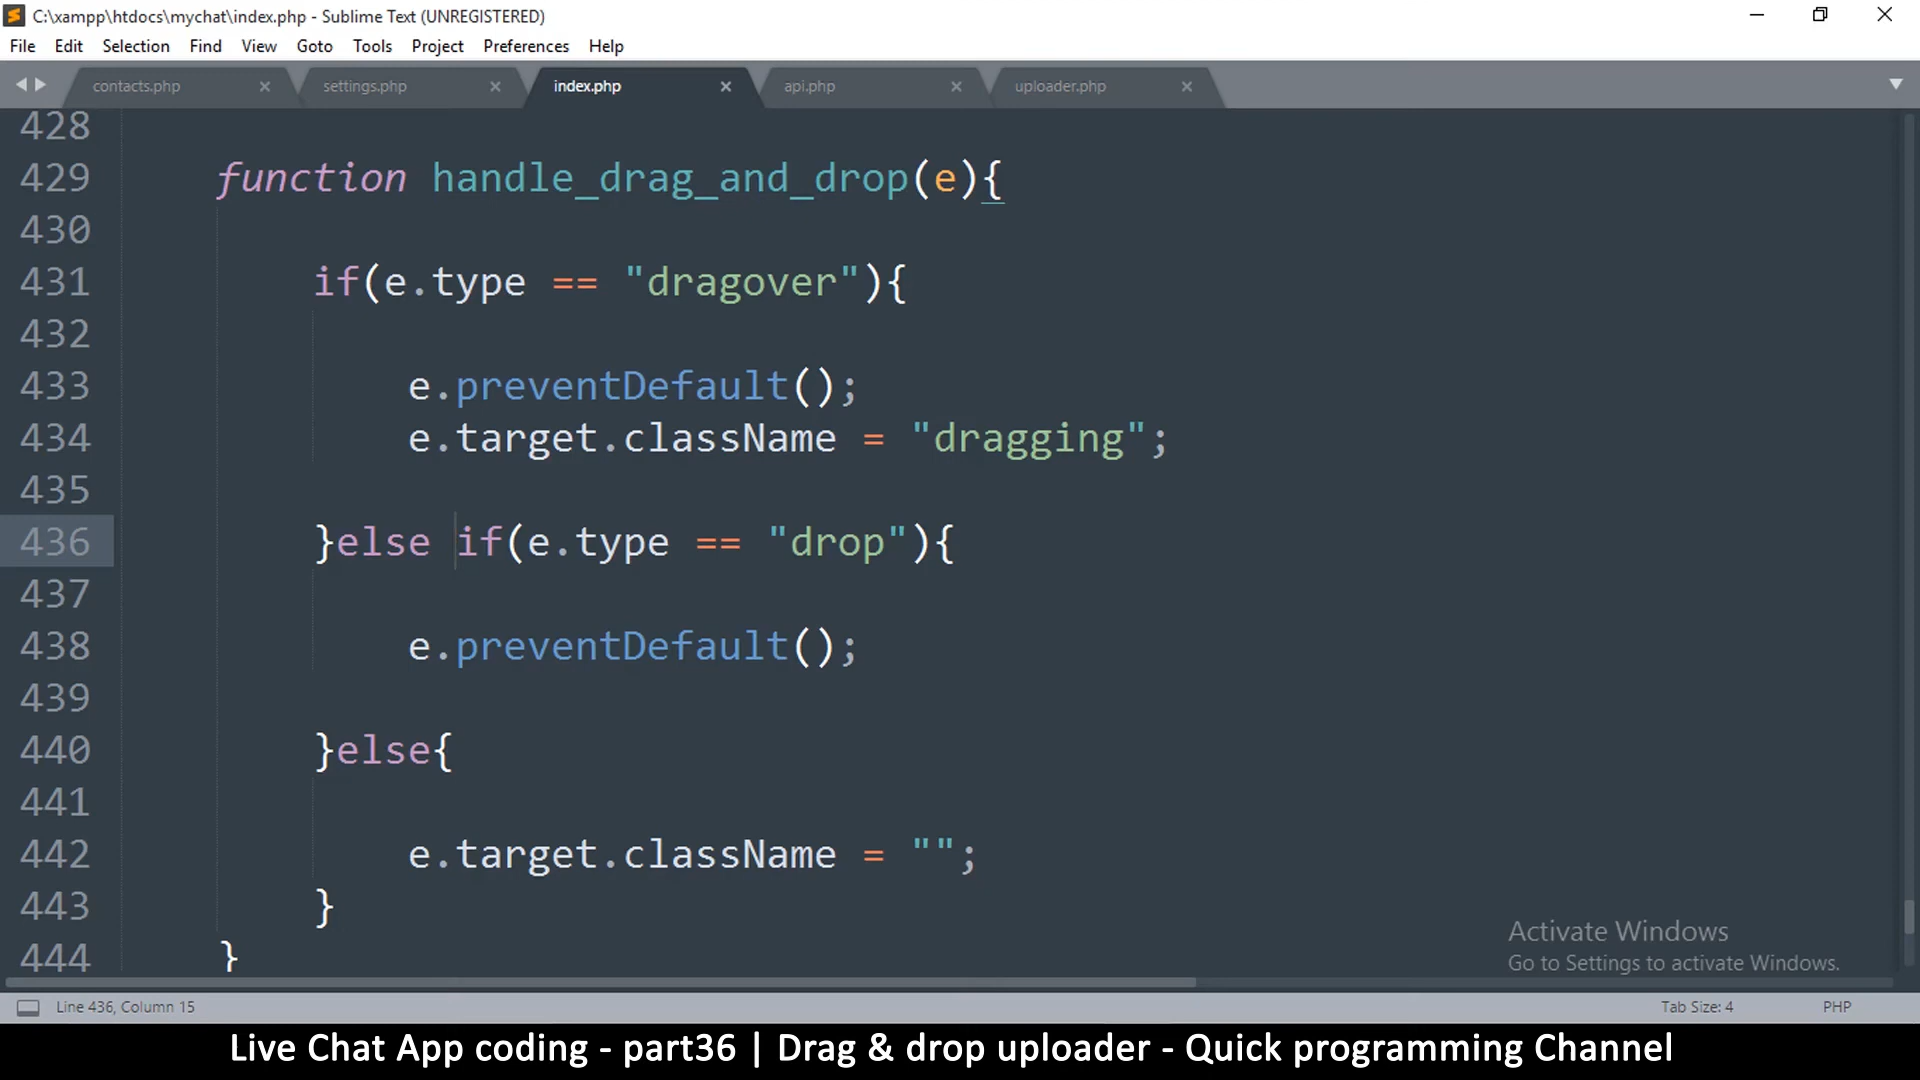 C:\xampp\htdocs\mychat\index.php - Sublime Text (UNREGISTERED)
File Edit Selection Find View Goto Tools Project Preferences Help
contacts.php settings.php index.php api.php uploader.php
428
429 function handle_drag_and_drop(e){
430
431 if(e.type == "dragover"){
432
433 e.preventDefault();
434 e.target.className = "dragging";
435
436 }else if(e.type == "drop"){
437
438 e.preventDefault();
439
440 }else{
441
442 e.target.className = "";
443 }
444 }
Activate Windows
Go to Settings to activate Windows.
Line 436, Column 15 Tab Size: 4 PHP
Live Chat App coding - part36 | Drag & drop uploader - Quick programming Channel